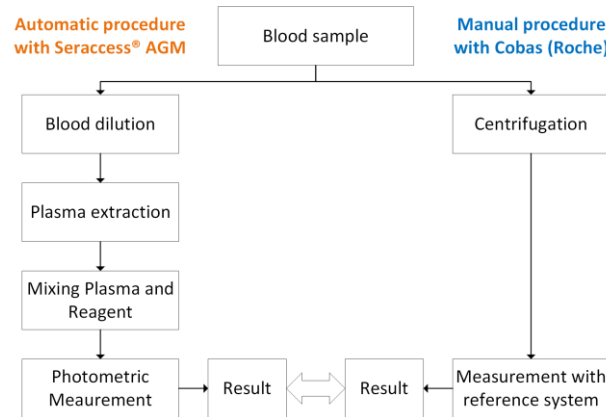 Automatic procedure
with Seraccess® AGM
Blood sample
Manual procedure
with Cobas (Roche)
Blood dilution
Centrifugation
Plasma extraction
Mixing Plasma and
Reagent
Photometric
Meaurement
Result
Result
Measurement with
reference system